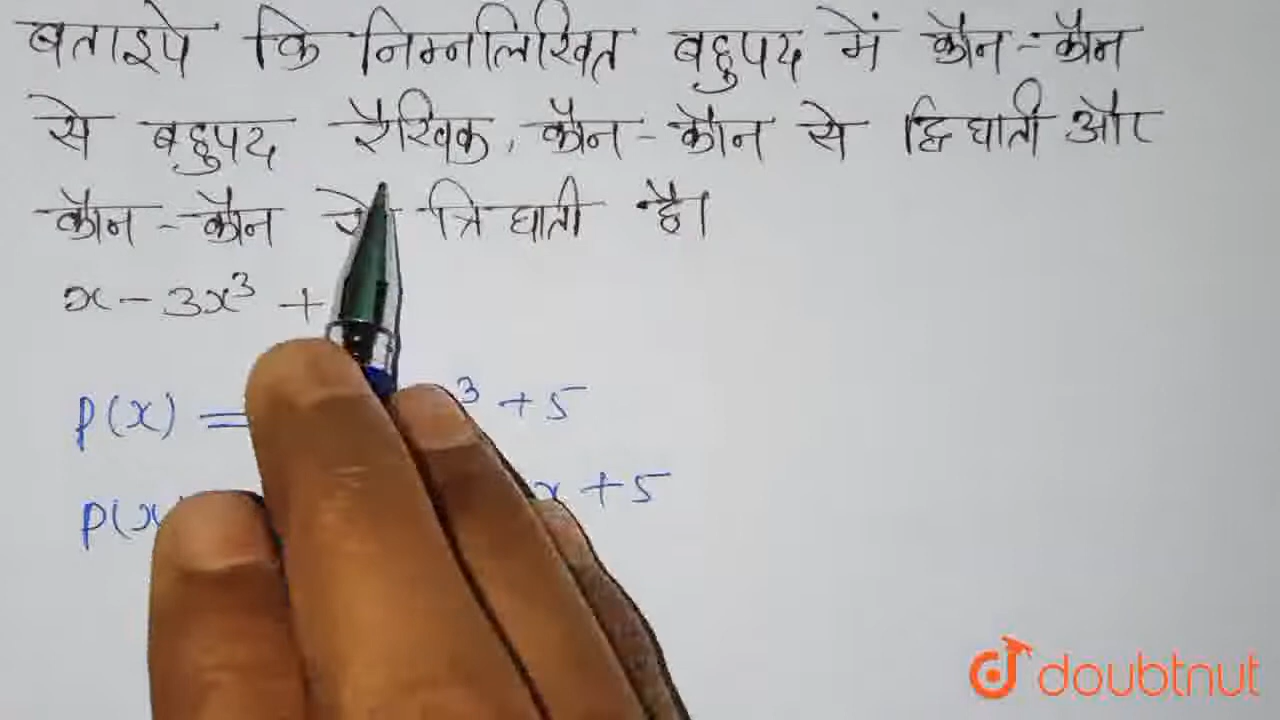 बताइये कि निम्नलिखित बहुपद में कौन-कौन
से बहुपद रैखिक, कौन-कौन से द्विघाती और
कौन-कौन से त्रिघाती है।
x - 3x³ +
p(x) = ³ + 5
p(x x + 5
doubtnut